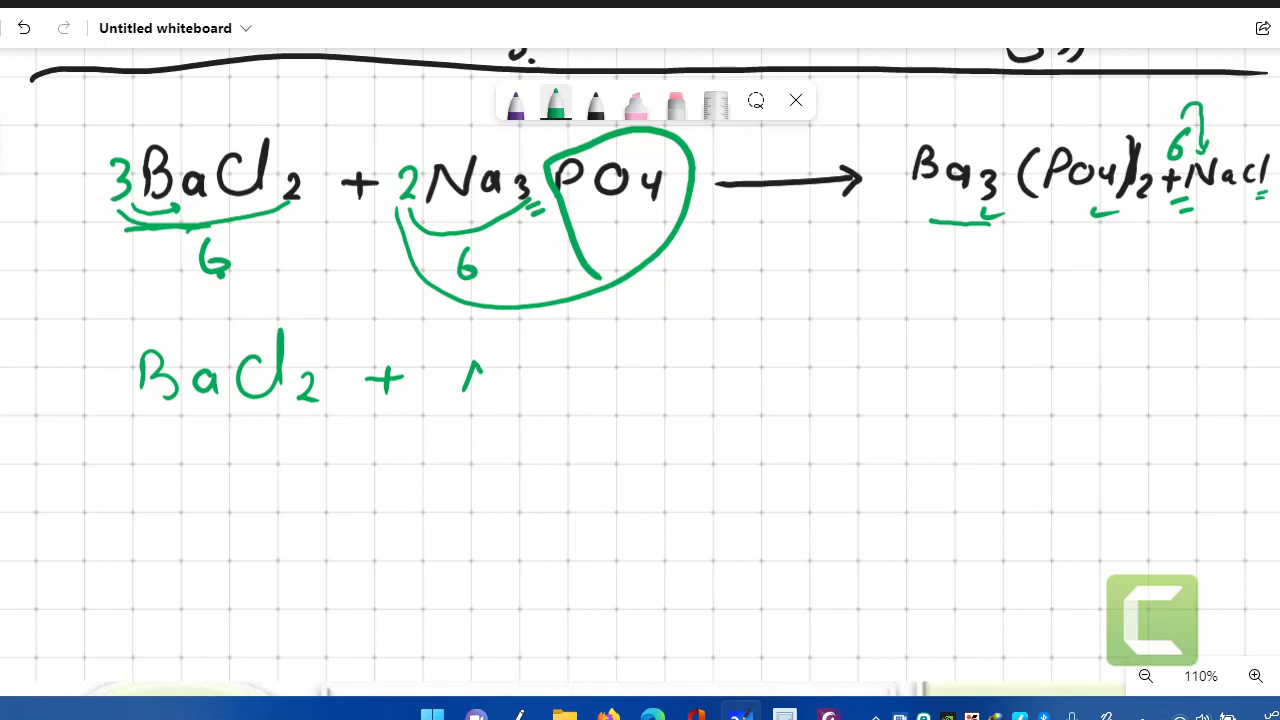 Untitled whiteboard
3BaCl2 + 2Na3PO4 → Ba3(PO4)2 + 6NaCl
6 6
BaCl2 +
110%